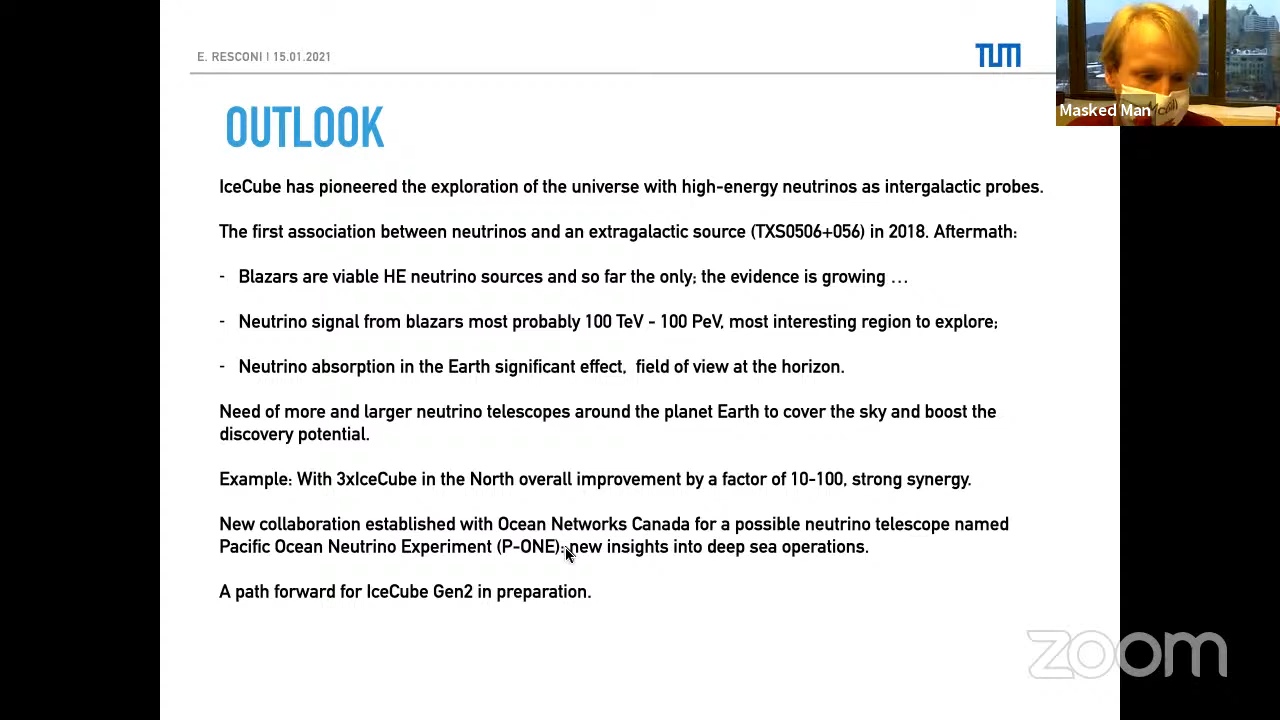 E. RESCONI | 15.01.2021
TUM
Masked Man
OUTLOOK
IceCube has pioneered the exploration of the universe with high-energy neutrinos as intergalactic probes.
The first association between neutrinos and an extragalactic source (TXS0506+056) in 2018. Aftermath:
- Blazars are viable HE neutrino sources and so far the only; the evidence is growing …
- Neutrino signal from blazars most probably 100 TeV - 100 PeV, most interesting region to explore;
- Neutrino absorption in the Earth significant effect, field of view at the horizon.
Need of more and larger neutrino telescopes around the planet Earth to cover the sky and boost the
discovery potential.
Example: With 3xIceCube in the North overall improvement by a factor of 10-100, strong synergy.
New collaboration established with Ocean Networks Canada for a possible neutrino telescope named
Pacific Ocean Neutrino Experiment (P-ONE): new insights into deep sea operations.
A path forward for IceCube Gen2 in preparation.
zoom